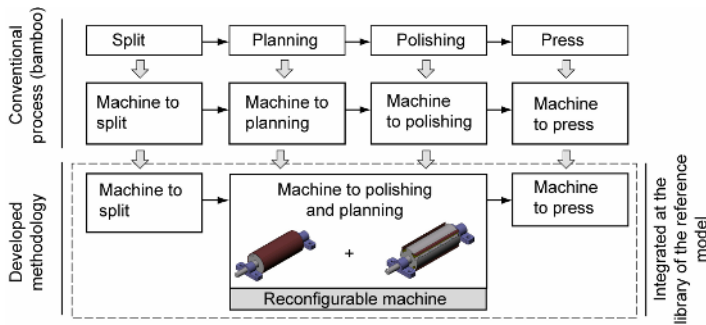 Conventional
process (bamboo)
Split
Planning
Polishing
Press
Machine to
split
Machine to
planning
Machine
to polishing
Machine
to press
Developed
methodology
Machine to
split
Machine to polishing
and planning
+
Reconfigurable machine
Machine
to press
Integrated at the
library of the reference
model